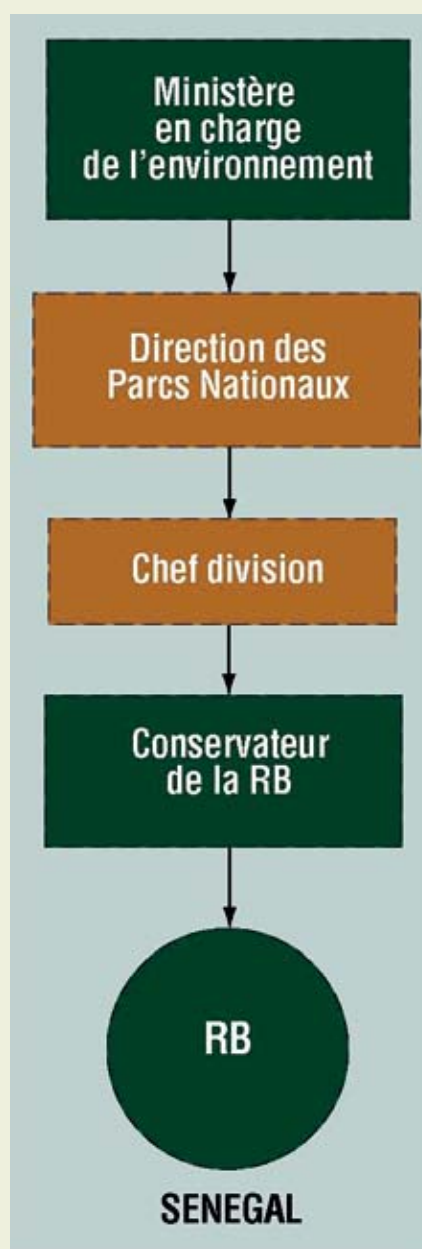 Ministère
en charge
de l’environnement
Direction des
Parcs Nationaux
Chef division
Conservateur
de la RB
RB
SENEGAL